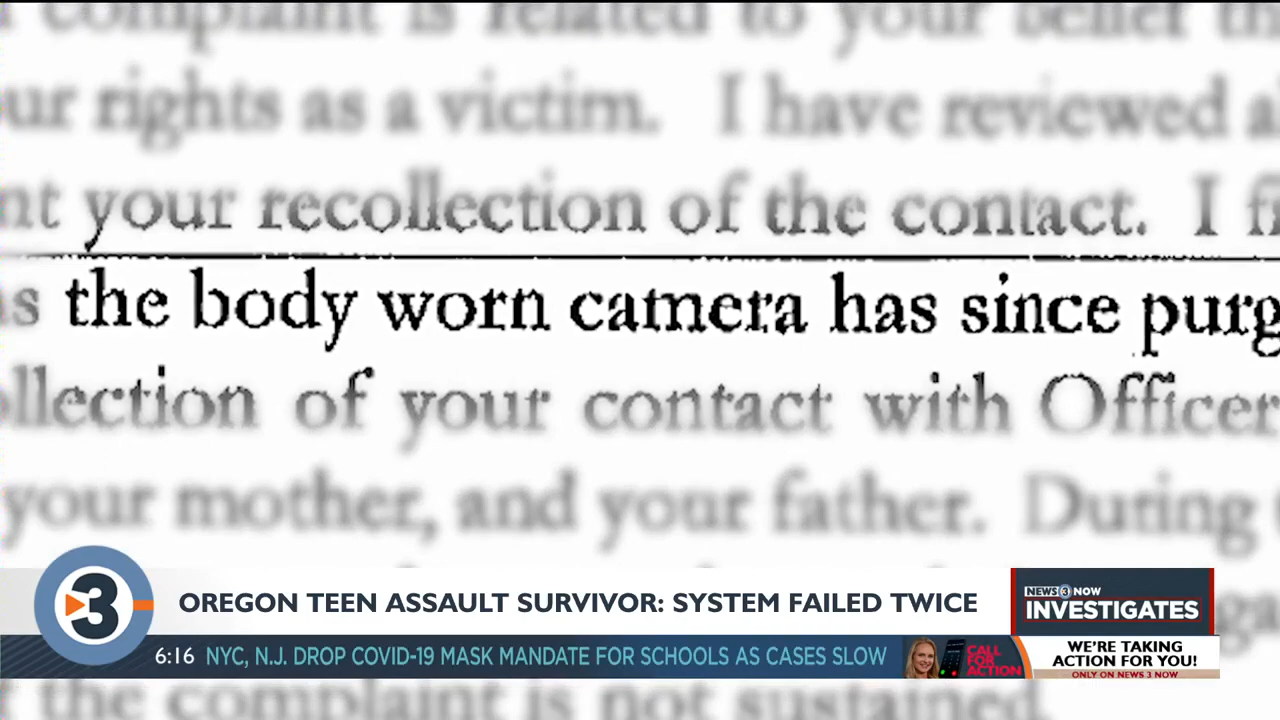 complaint is related to your belief
ur rights as a victim. I have reviewed
nt your recollection of the contact. I
s the body worn camera has since purg
llection of your contact with Officer
your mother, and your father. During
3
OREGON TEEN ASSAULT SURVIVOR: SYSTEM FAILED TWICE
NEWS 3 NOW
INVESTIGATES
6:16 NYC, N.J. DROP COVID-19 MASK MANDATE FOR SCHOOLS AS CASES SLOW
CALL
FOR
ACTION
WE'RE TAKING
ACTION FOR YOU!
ONLY ON NEWS 3 NOW
the complaint is not sustained.